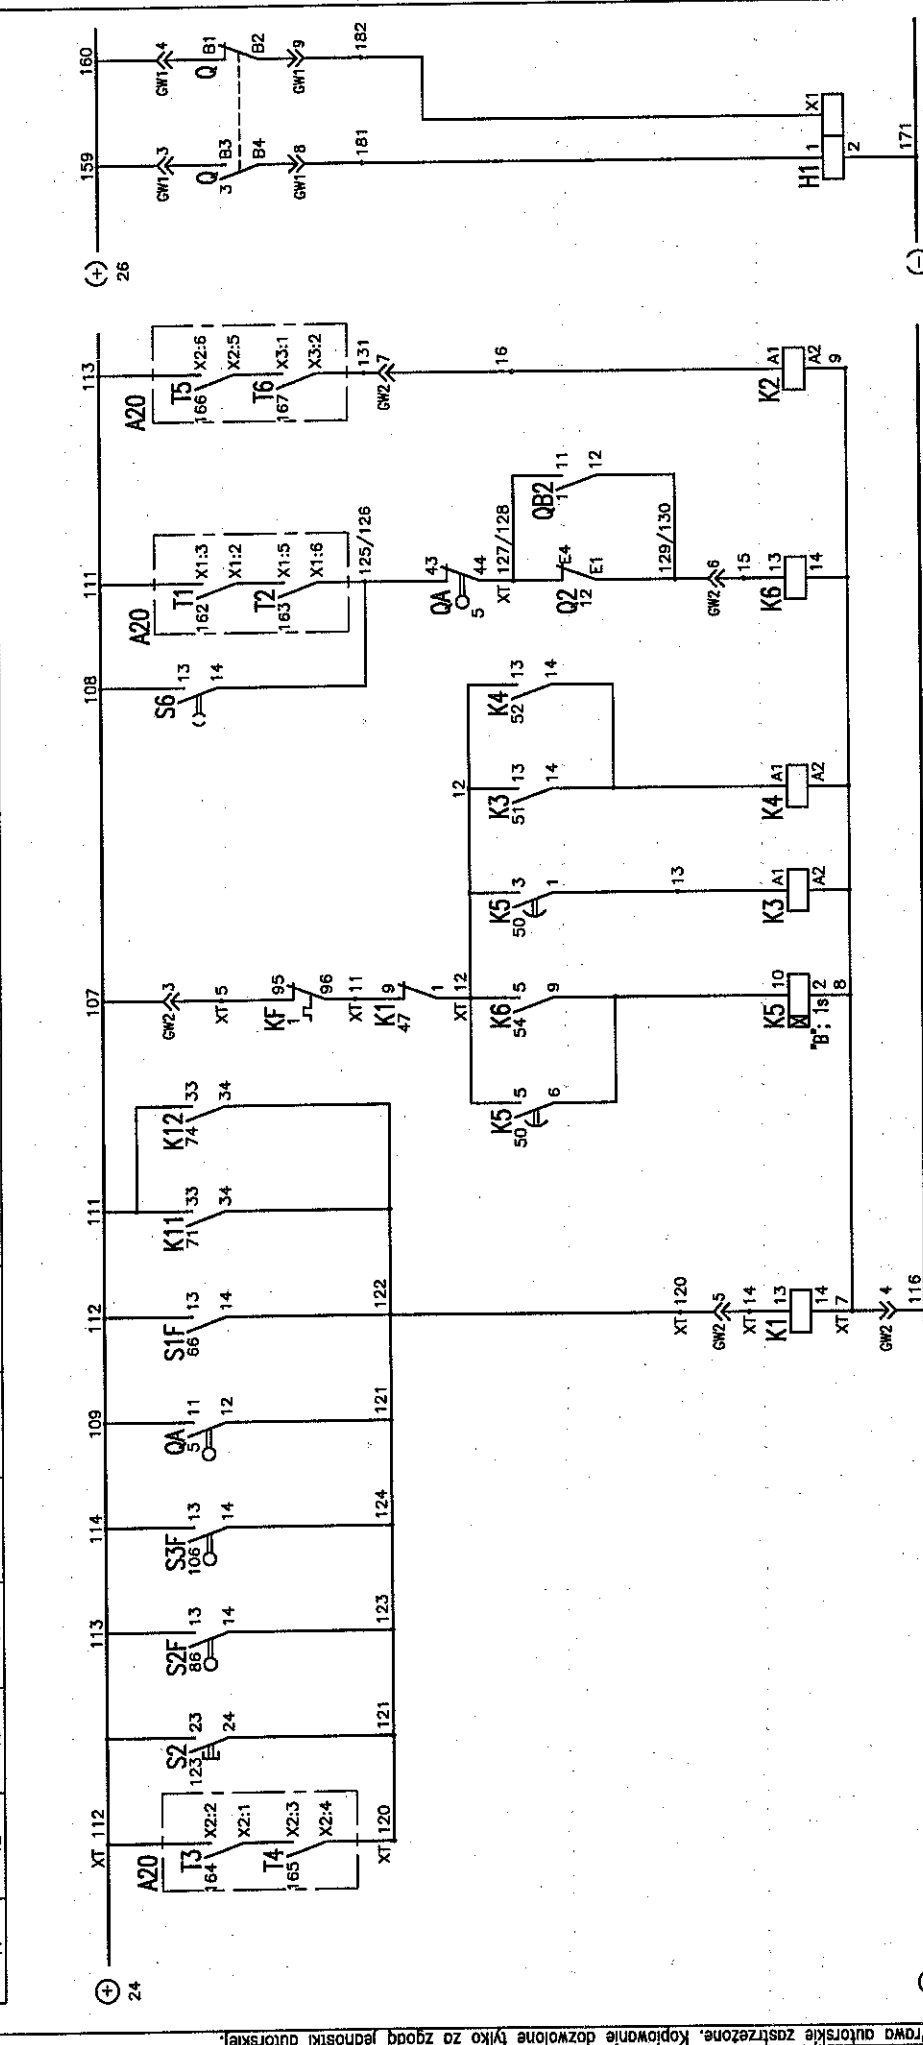 (+) 26
159
160
GW1 3
GW1 4
Q B3
3 B4
Q B1
B2
GW1 8
GW1 9
181
182
H1 1
2
X1
171
(-)
+ 24
XT 112
113
113
114
109
112
111
107
108
111
113
A20
T3 X2:2
164 X2:1
T4 X2:3
165 X2:4
XT 120
S2 23
123 24
121
S2F 13
86 14
123
S3F 13
106 14
124
QA 11
5 12
121
S1F 13
66 14
122
K11 33
71 34
K12 33
74 34
XT 120
GW2 5
XT 14
K1 13
14
XT 7
GW2 4
116
GW2 3
XT 5
KF 95
1 96
XT 11
K1 9
47 1
XT 12
K5 5
50 6
K6 5
54 9
K5 3
50 1
12
K3 13
51 14
K4 13
52 14
13
K5 10
2
"B": 1s
8
K3 A1
A2
K4 A1
A2
S6 13
14
A20
T1 X1:3
162 X1:2
T2 X1:5
163 X1:6
125/126
QA 43
5 44
XT 127/128
Q2 E4
12 E1
QB2 11
1 12
129/130
GW2 6
15
K6 13
14
A20
T5 X2:6
166 X2:5
T6 X3:1
167 X3:2
131
GW2 7
16
K2 A1
A2
9
rawa autorskie zastrzeżone. Kopiowanie dozwolone tylko za zgodą jednostki autorskiej.